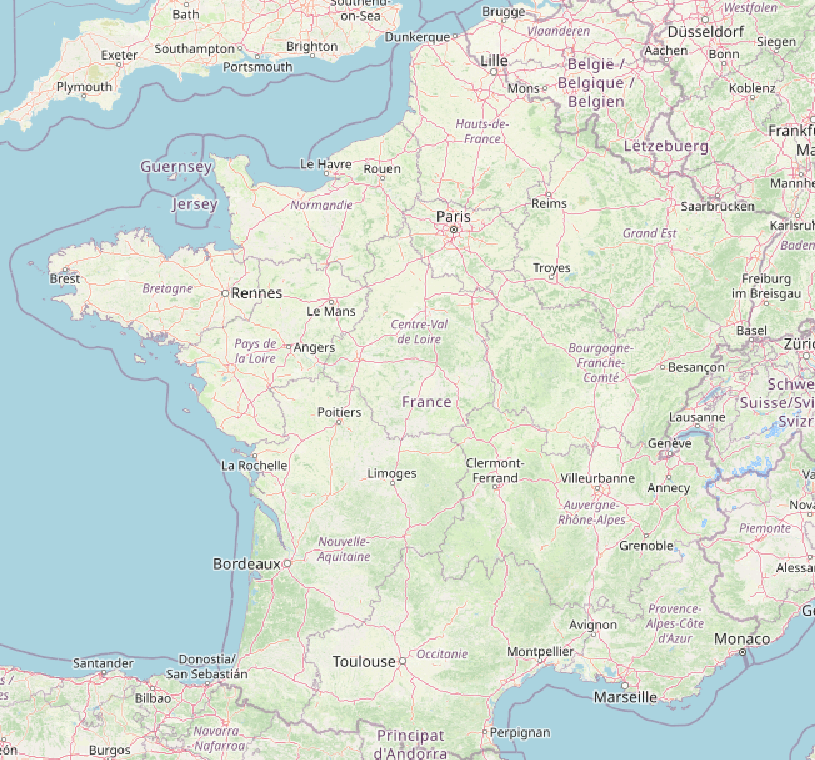 Bath
Southend-
on-Sea
Brugge
Westfalen
Vlaanderen
Düsseldorf
Exeter
Southampton
Brighton
Dunkerque
Aachen
Siegen
Portsmouth
Lille
Bonn
België /
Belgique /
Belgien
Plymouth
Mons
Koblenz
Hauts-de-
France
Frankfu
Ma
Lëtzebuerg
Guernsey
Le Havre
Rouen
Mannhe
Jersey
Normandie
Reims
Saarbrücken
Paris
Karlsruh
Grand Est
Baden
Troyes
Brest
Bretagne
Rennes
Freiburg
im Breisgau
Le Mans
Centre-Val
de Loire
Basel
Pays de
la Loire
Angers
Bourgogne-
Franche-
Comté
Züric
Besançon
Schwe
Suisse/Svi
Svizr
France
Poitiers
Lausanne
Genève
La Rochelle
Limoges
Clermont-
Ferrand
Villeurbanne
Annecy
Va
Nova
Auvergne-
Rhône-Alpes
Piemonte
Nouvelle-
Aquitaine
Grenoble
Bordeaux
Alessa
Provence-
Alpes-Côte
d'Azur
Ge
Avignon
Monaco
Santander
Donostia/
San Sebastián
Toulouse
Occitanie
Montpellier
Marseille
Bilbao
Perpignan
Navarra
-Nafarroa
Principat
d'Andorra
eón
Burgos